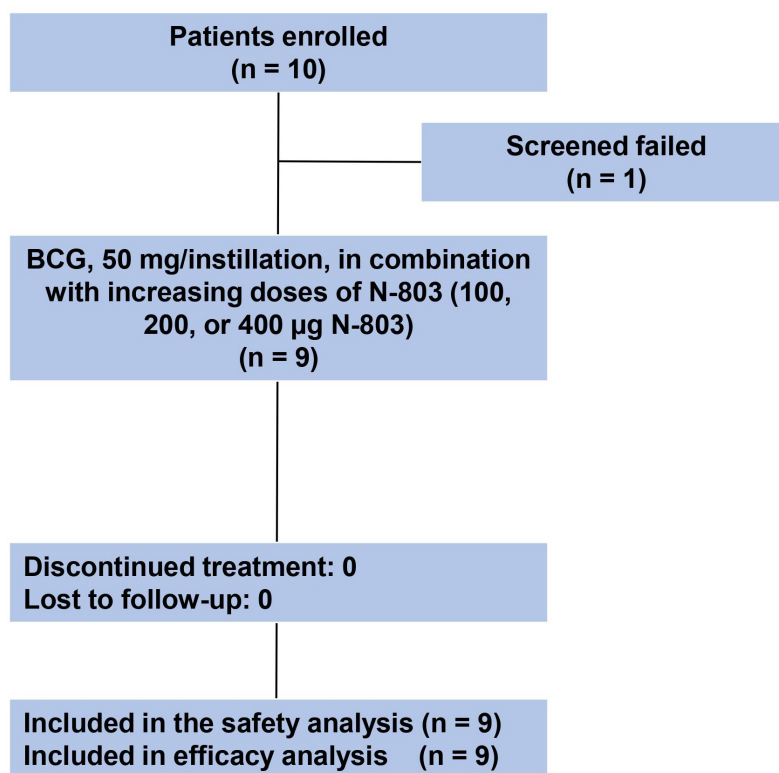 Patients enrolled
(n = 10)
Screened failed
(n = 1)
BCG, 50 mg/instillation, in combination
with increasing doses of N-803 (100,
200, or 400 µg N-803)
(n = 9)
Discontinued treatment: 0
Lost to follow-up: 0
Included in the safety analysis (n = 9)
Included in efficacy analysis (n = 9)